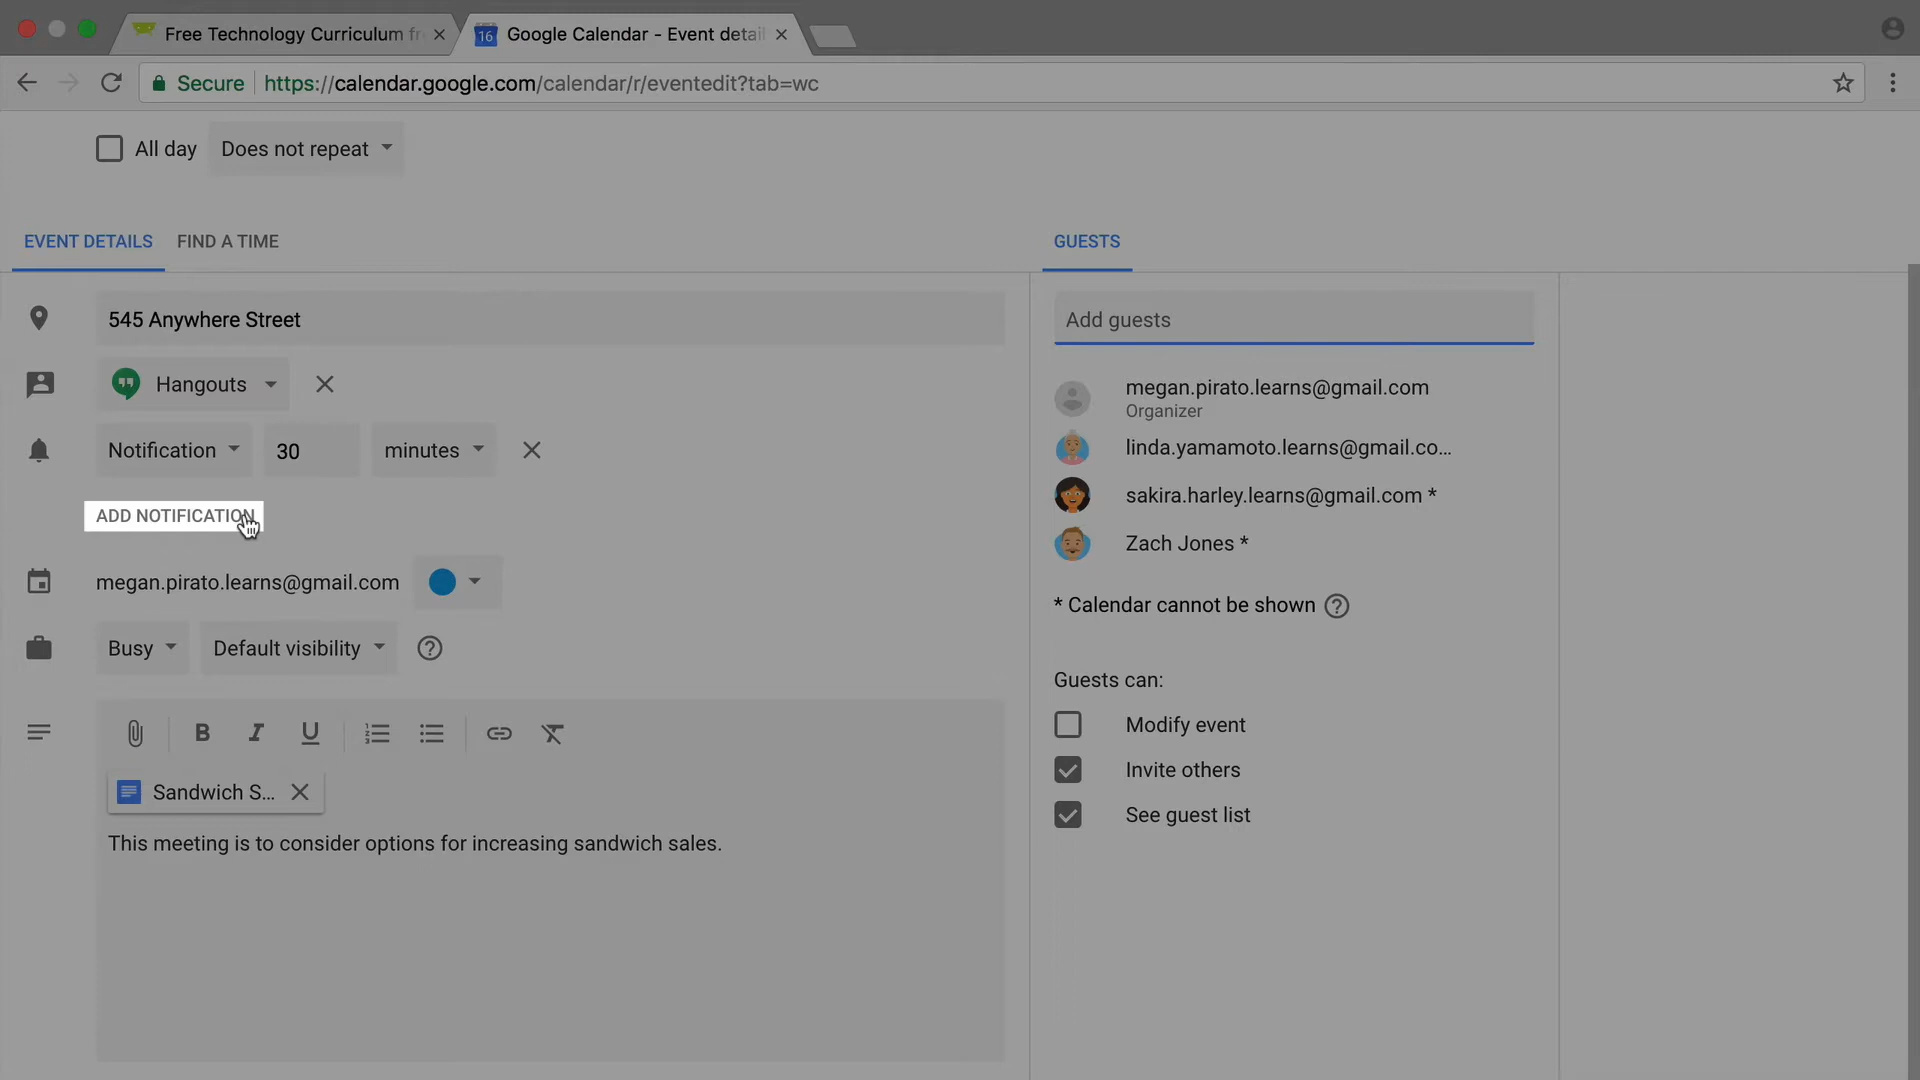 Free Technology Curriculum fr
Google Calendar - Event detail
16
Secure
https://calendar.google.com/calendar/r/eventedit?tab=wc
All day
Does not repeat
EVENT DETAILS
FIND A TIME
GUESTS
545 Anywhere Street
Add guests
Hangouts
megan.pirato.learns@gmail.com
Organizer
Notification
30
minutes
linda.yamamoto.learns@gmail.co...
sakira.harley.learns@gmail.com *
ADD NOTIFICATION
Zach Jones *
megan.pirato.learns@gmail.com
* Calendar cannot be shown
Busy
Default visibility
Guests can:
Modify event
B I U
Invite others
Sandwich S...
See guest list
This meeting is to consider options for increasing sandwich sales.